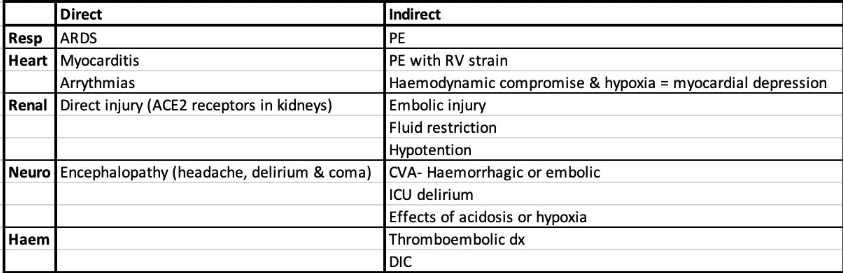 Direct Indirect
Resp ARDS PE
Heart Myocarditis PE with RV strain
Arrythmias Haemodynamic compromise & hypoxia = myocardial depression
Renal Direct injury (ACE2 receptors in kidneys) Embolic injury
Fluid restriction
Hypotention
Neuro Encephalopathy (headache, delirium & coma) CVA- Haemorrhagic or embolic
ICU delirium
Effects of acidosis or hypoxia
Haem Thromboembolic dx
DIC